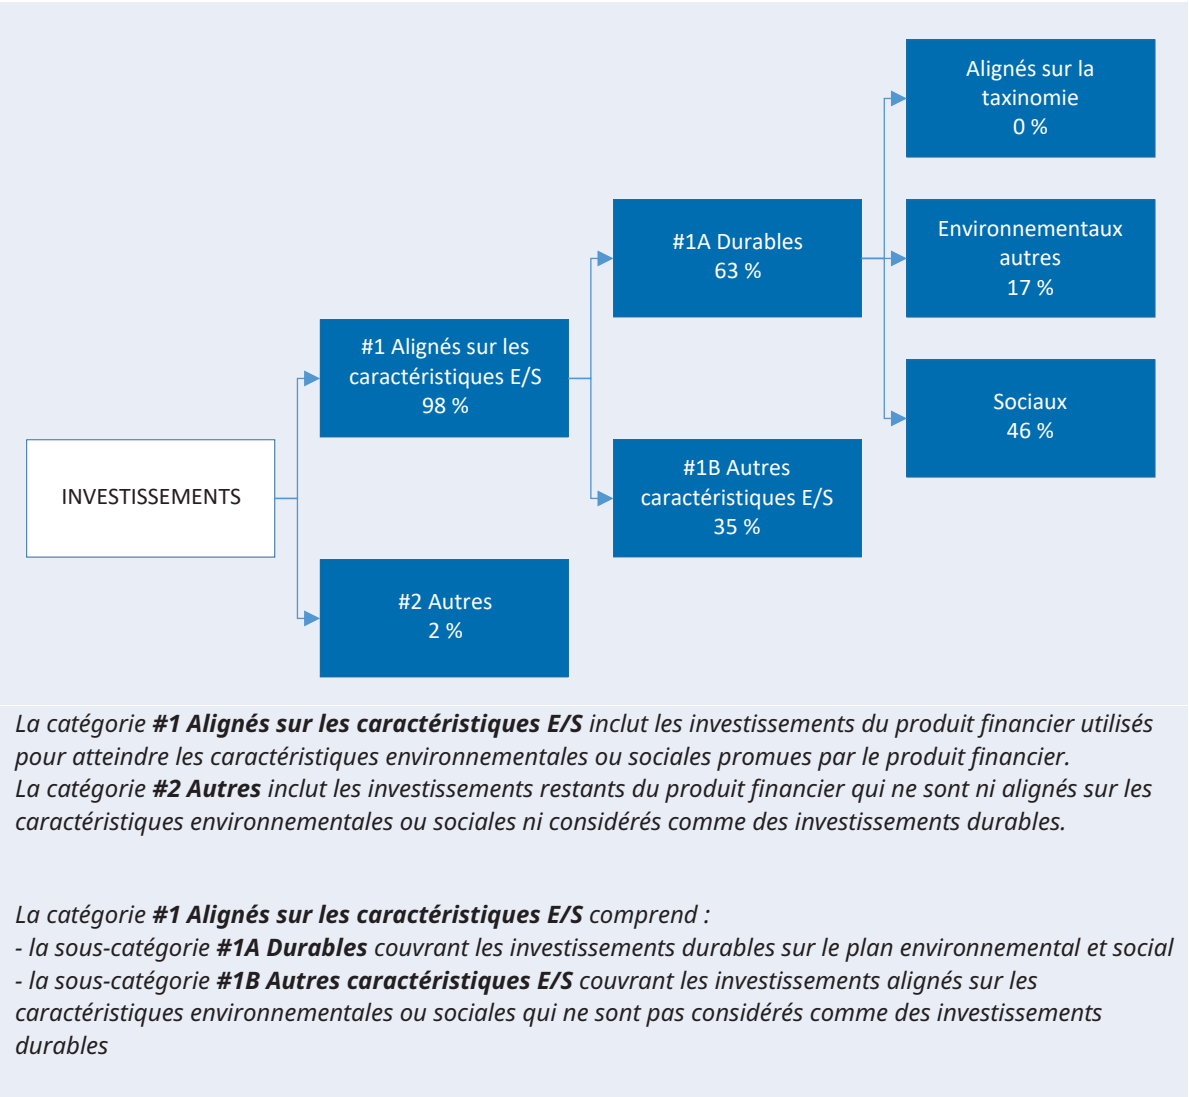 INVESTISSEMENTS
#1 Alignés sur les
caractéristiques E/S
98 %
#2 Autres
2 %
#1A Durables
63 %
#1B Autres
caractéristiques E/S
35 %
Alignés sur la
taxinomie
0 %
Environnementaux
autres
17 %
Sociaux
46 %
La catégorie #1 Alignés sur les caractéristiques E/S inclut les investissements du produit financier utilisés
pour atteindre les caractéristiques environnementales ou sociales promues par le produit financier.
La catégorie #2 Autres inclut les investissements restants du produit financier qui ne sont ni alignés sur les
caractéristiques environnementales ou sociales ni considérés comme des investissements durables.
La catégorie #1 Alignés sur les caractéristiques E/S comprend :
- la sous-catégorie #1A Durables couvrant les investissements durables sur le plan environnemental et social
- la sous-catégorie #1B Autres caractéristiques E/S couvrant les investissements alignés sur les
caractéristiques environnementales ou sociales qui ne sont pas considérés comme des investissements
durables